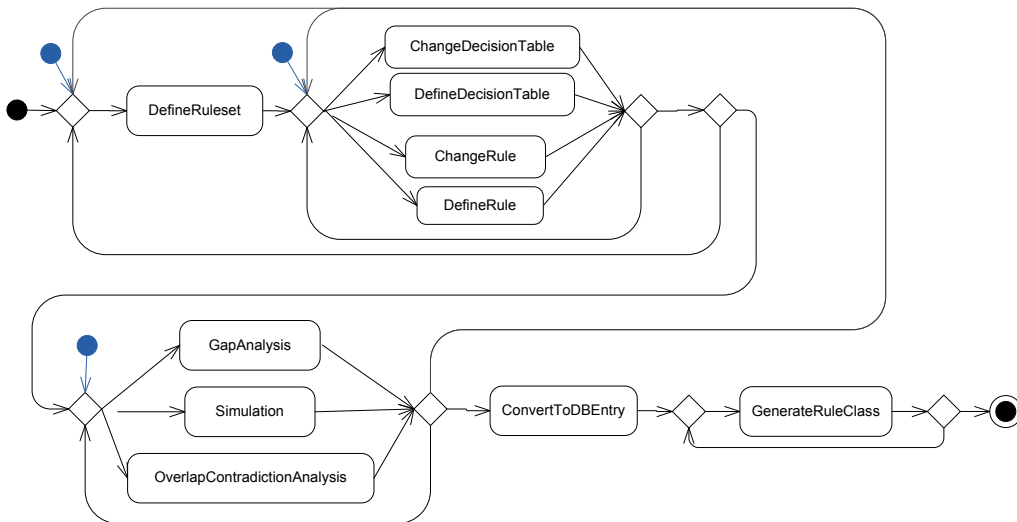 ChangeDecisionTable
DefineDecisionTable
DefineRuleset
ChangeRule
DefineRule
GapAnalysis
Simulation
ConvertToDBEntry
GenerateRuleClass
OverlapContradictionAnalysis